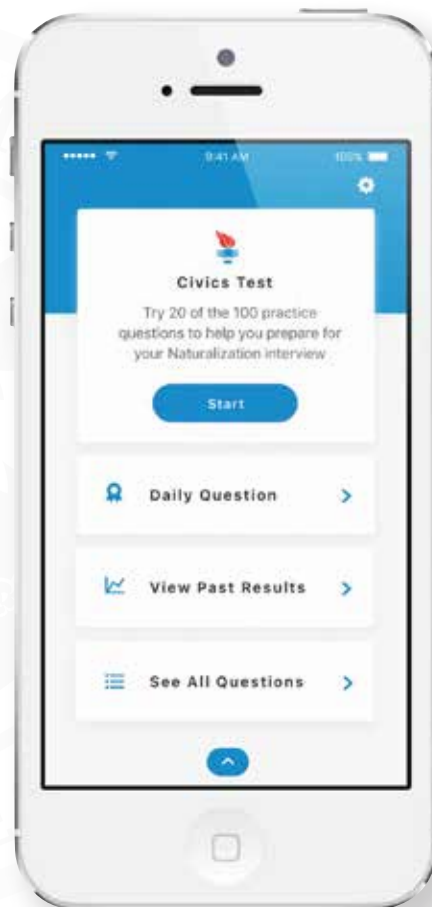 9:41 AM 100%
Civics Test
Try 20 of the 100 practice
questions to help you prepare for
your Naturalization interview
Start
Daily Question
View Past Results
See All Questions